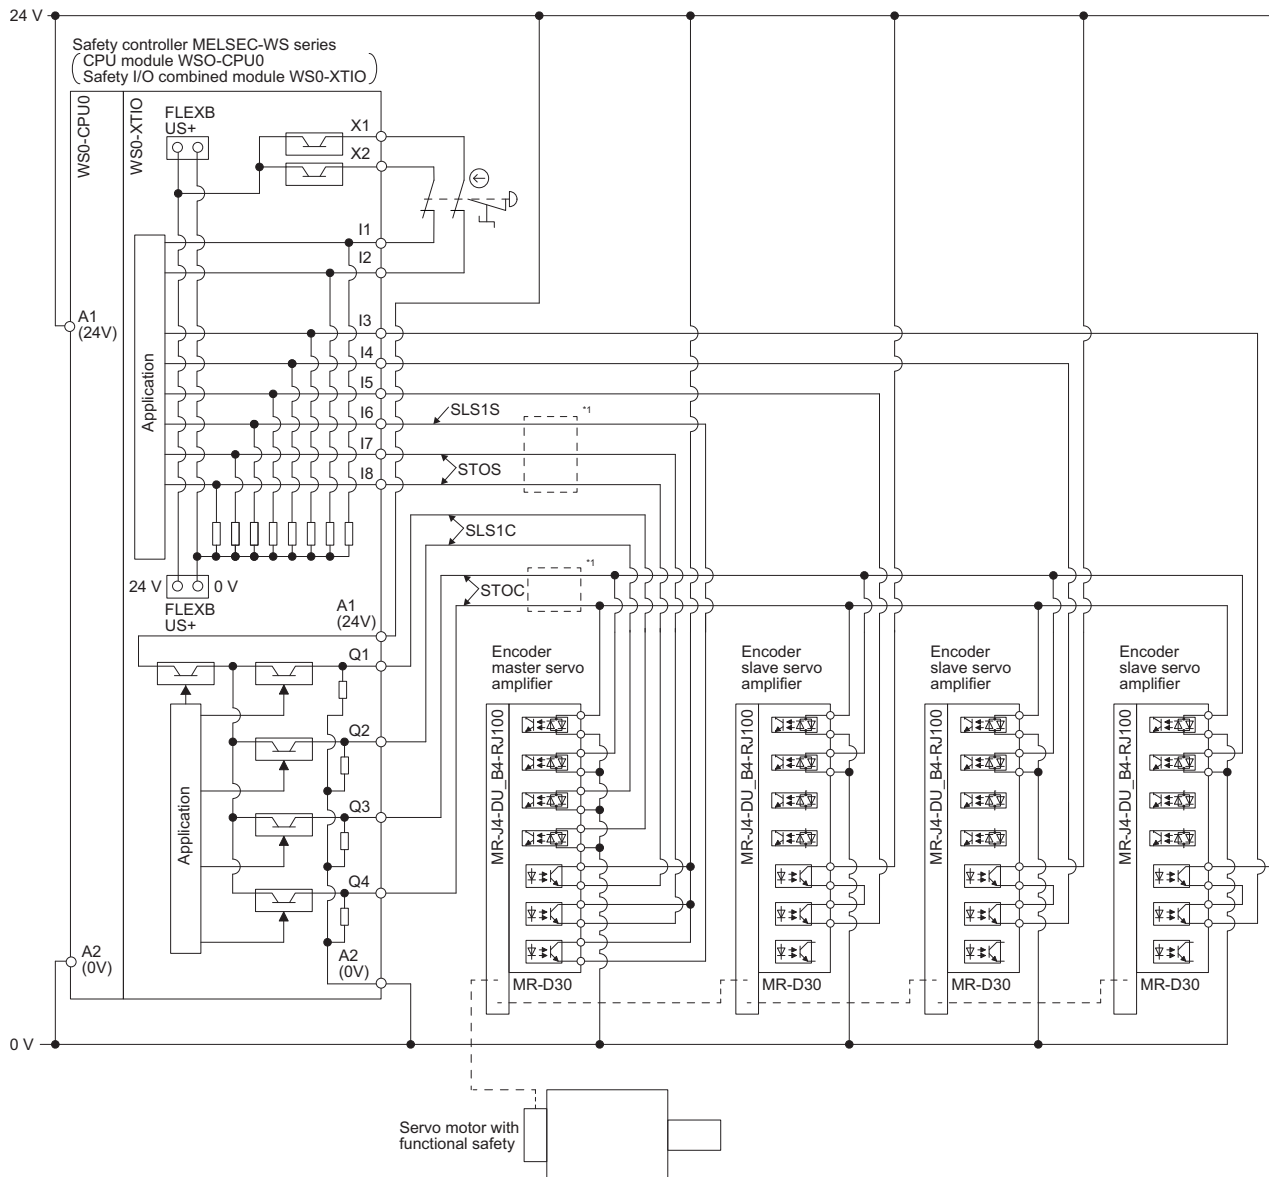 24 V
Safety controller MELSEC-WS series
CPU module WSO-CPU0
Safety I/O combined module WS0-XTIO
WS0-CPU0
WS0-XTIO
FLEXB
US+
X1
X2
I1
I2
A1
(24V)
I3
I4
I5
I6
I7
I8
Application
SLS1S
*1
STOS
SLS1C
*1
STOC
24 V
0 V
FLEXB
US+
A1
(24V)
Q1
Q2
Q3
Q4
Application
A2
(0V)
A2
(0V)
Encoder
master servo
amplifier
Encoder
slave servo
amplifier
Encoder
slave servo
amplifier
Encoder
slave servo
amplifier
MR-J4-DU_B4-RJ100
MR-J4-DU_B4-RJ100
MR-J4-DU_B4-RJ100
MR-J4-DU_B4-RJ100
MR-D30
MR-D30
MR-D30
MR-D30
0 V
Servo motor with
functional safety